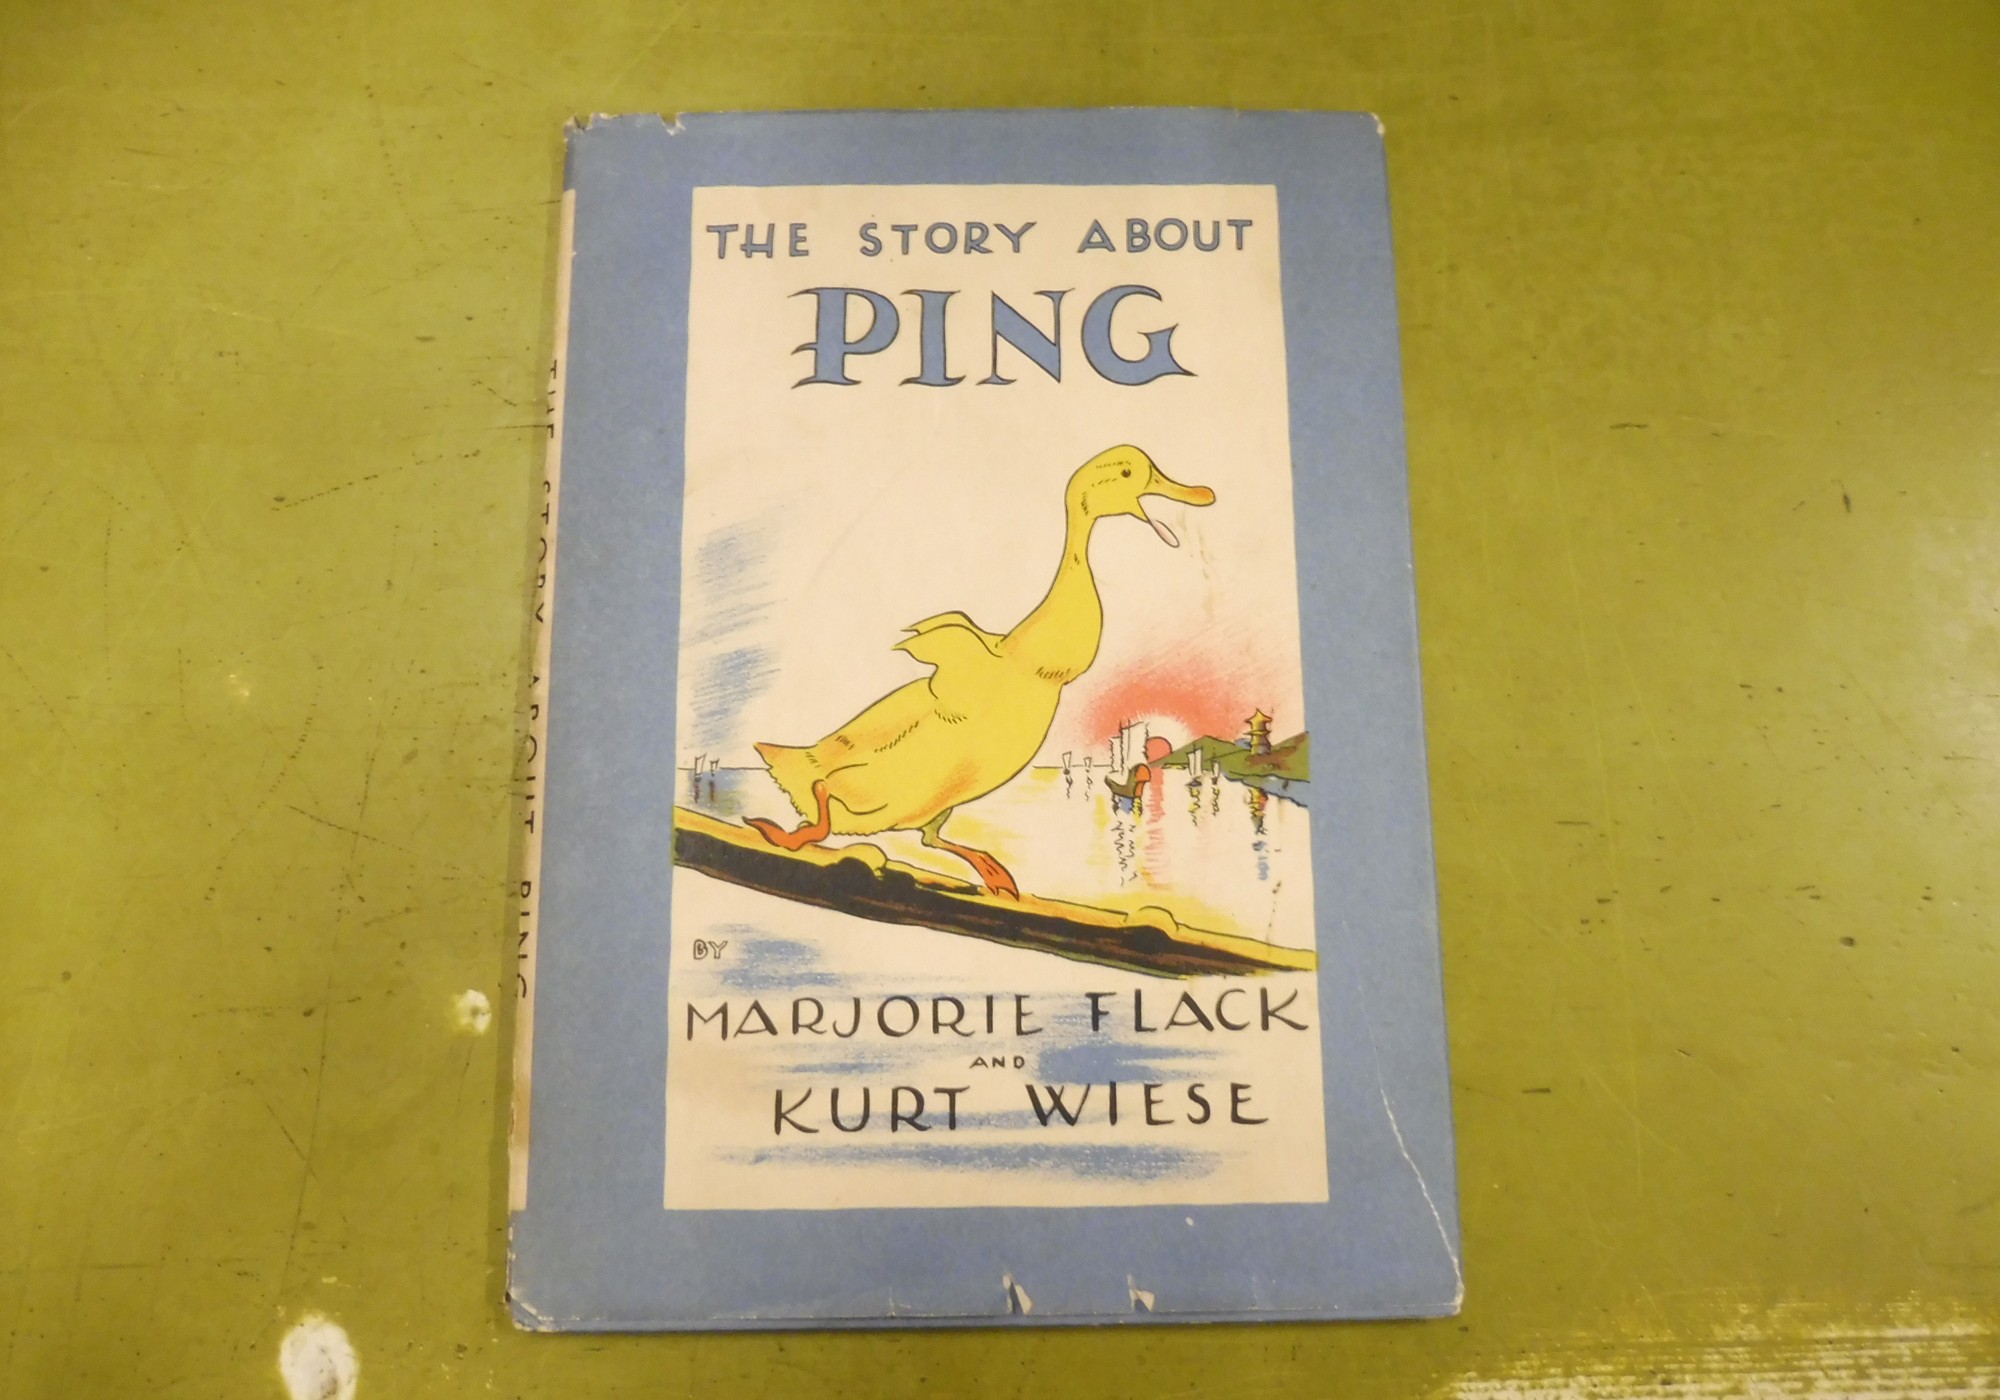 THE STORY ABOUT
PING
BY
MARJORIE FLACK
AND
KURT WIESE
THE STORY ABOUT PING